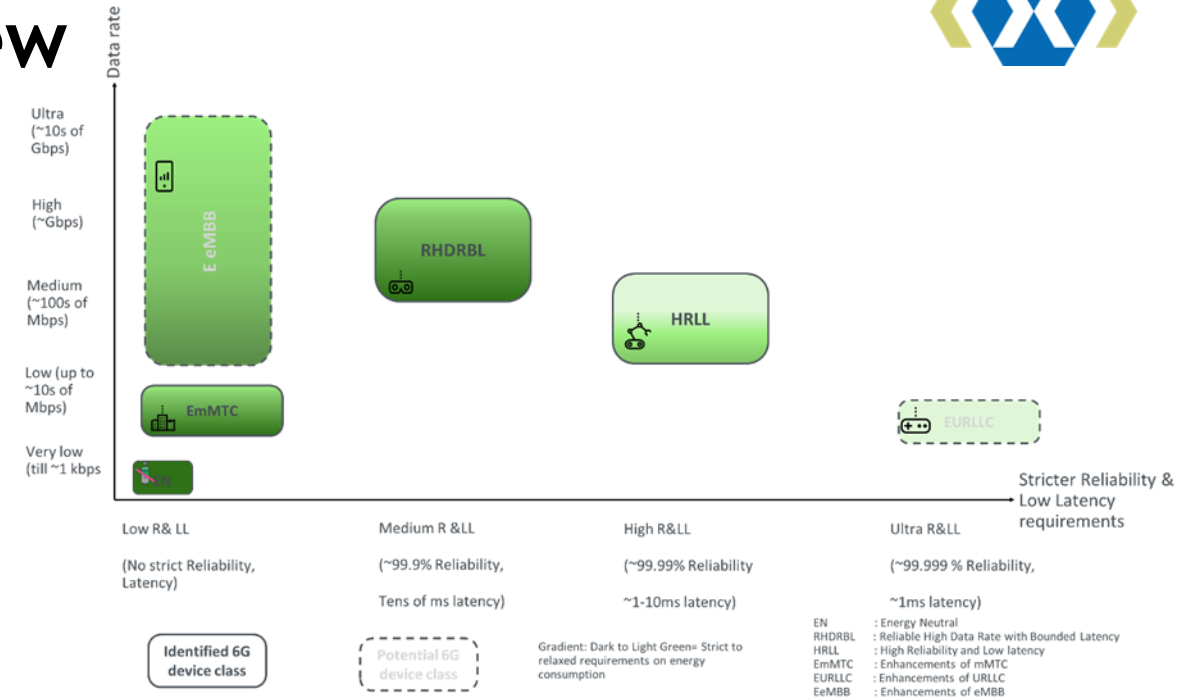 ew
Data rate
Ultra
(~10s of
Gbps)
High
(~Gbps)
Medium
(~100s of
Mbps)
Low (up to
~10s of
Mbps)
Very low
(till ~1 kbps
E eMBB
RHDRBL
HRLL
EmMTC
EURLLC
EN
Stricter Reliability &
Low Latency
requirements
Low R& LL
(No strict Reliability,
Latency)
Medium R &LL
(~99.9% Reliability,
Tens of ms latency)
High R&LL
(~99.99% Reliability
~1-10ms latency)
Ultra R&LL
(~99.999 % Reliability,
~1ms latency)
Identified 6G
device class
Potential 6G
device class
Gradient: Dark to Light Green= Strict to
relaxed requirements on energy
consumption
EN : Energy Neutral
RHDRBL : Reliable High Data Rate with Bounded Latency
HRLL : High Reliability and Low latency
EmMTC : Enhancements of mMTC
EURLLC : Enhancements of URLLC
EeMBB : Enhancements of eMBB